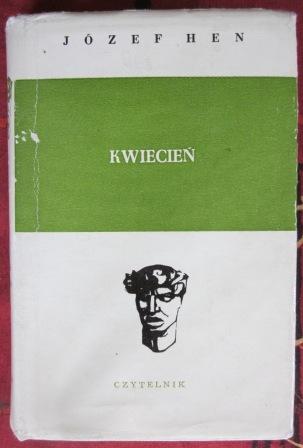 JÓZEF HEN
KWIECIEŃ
CZYTELNIK